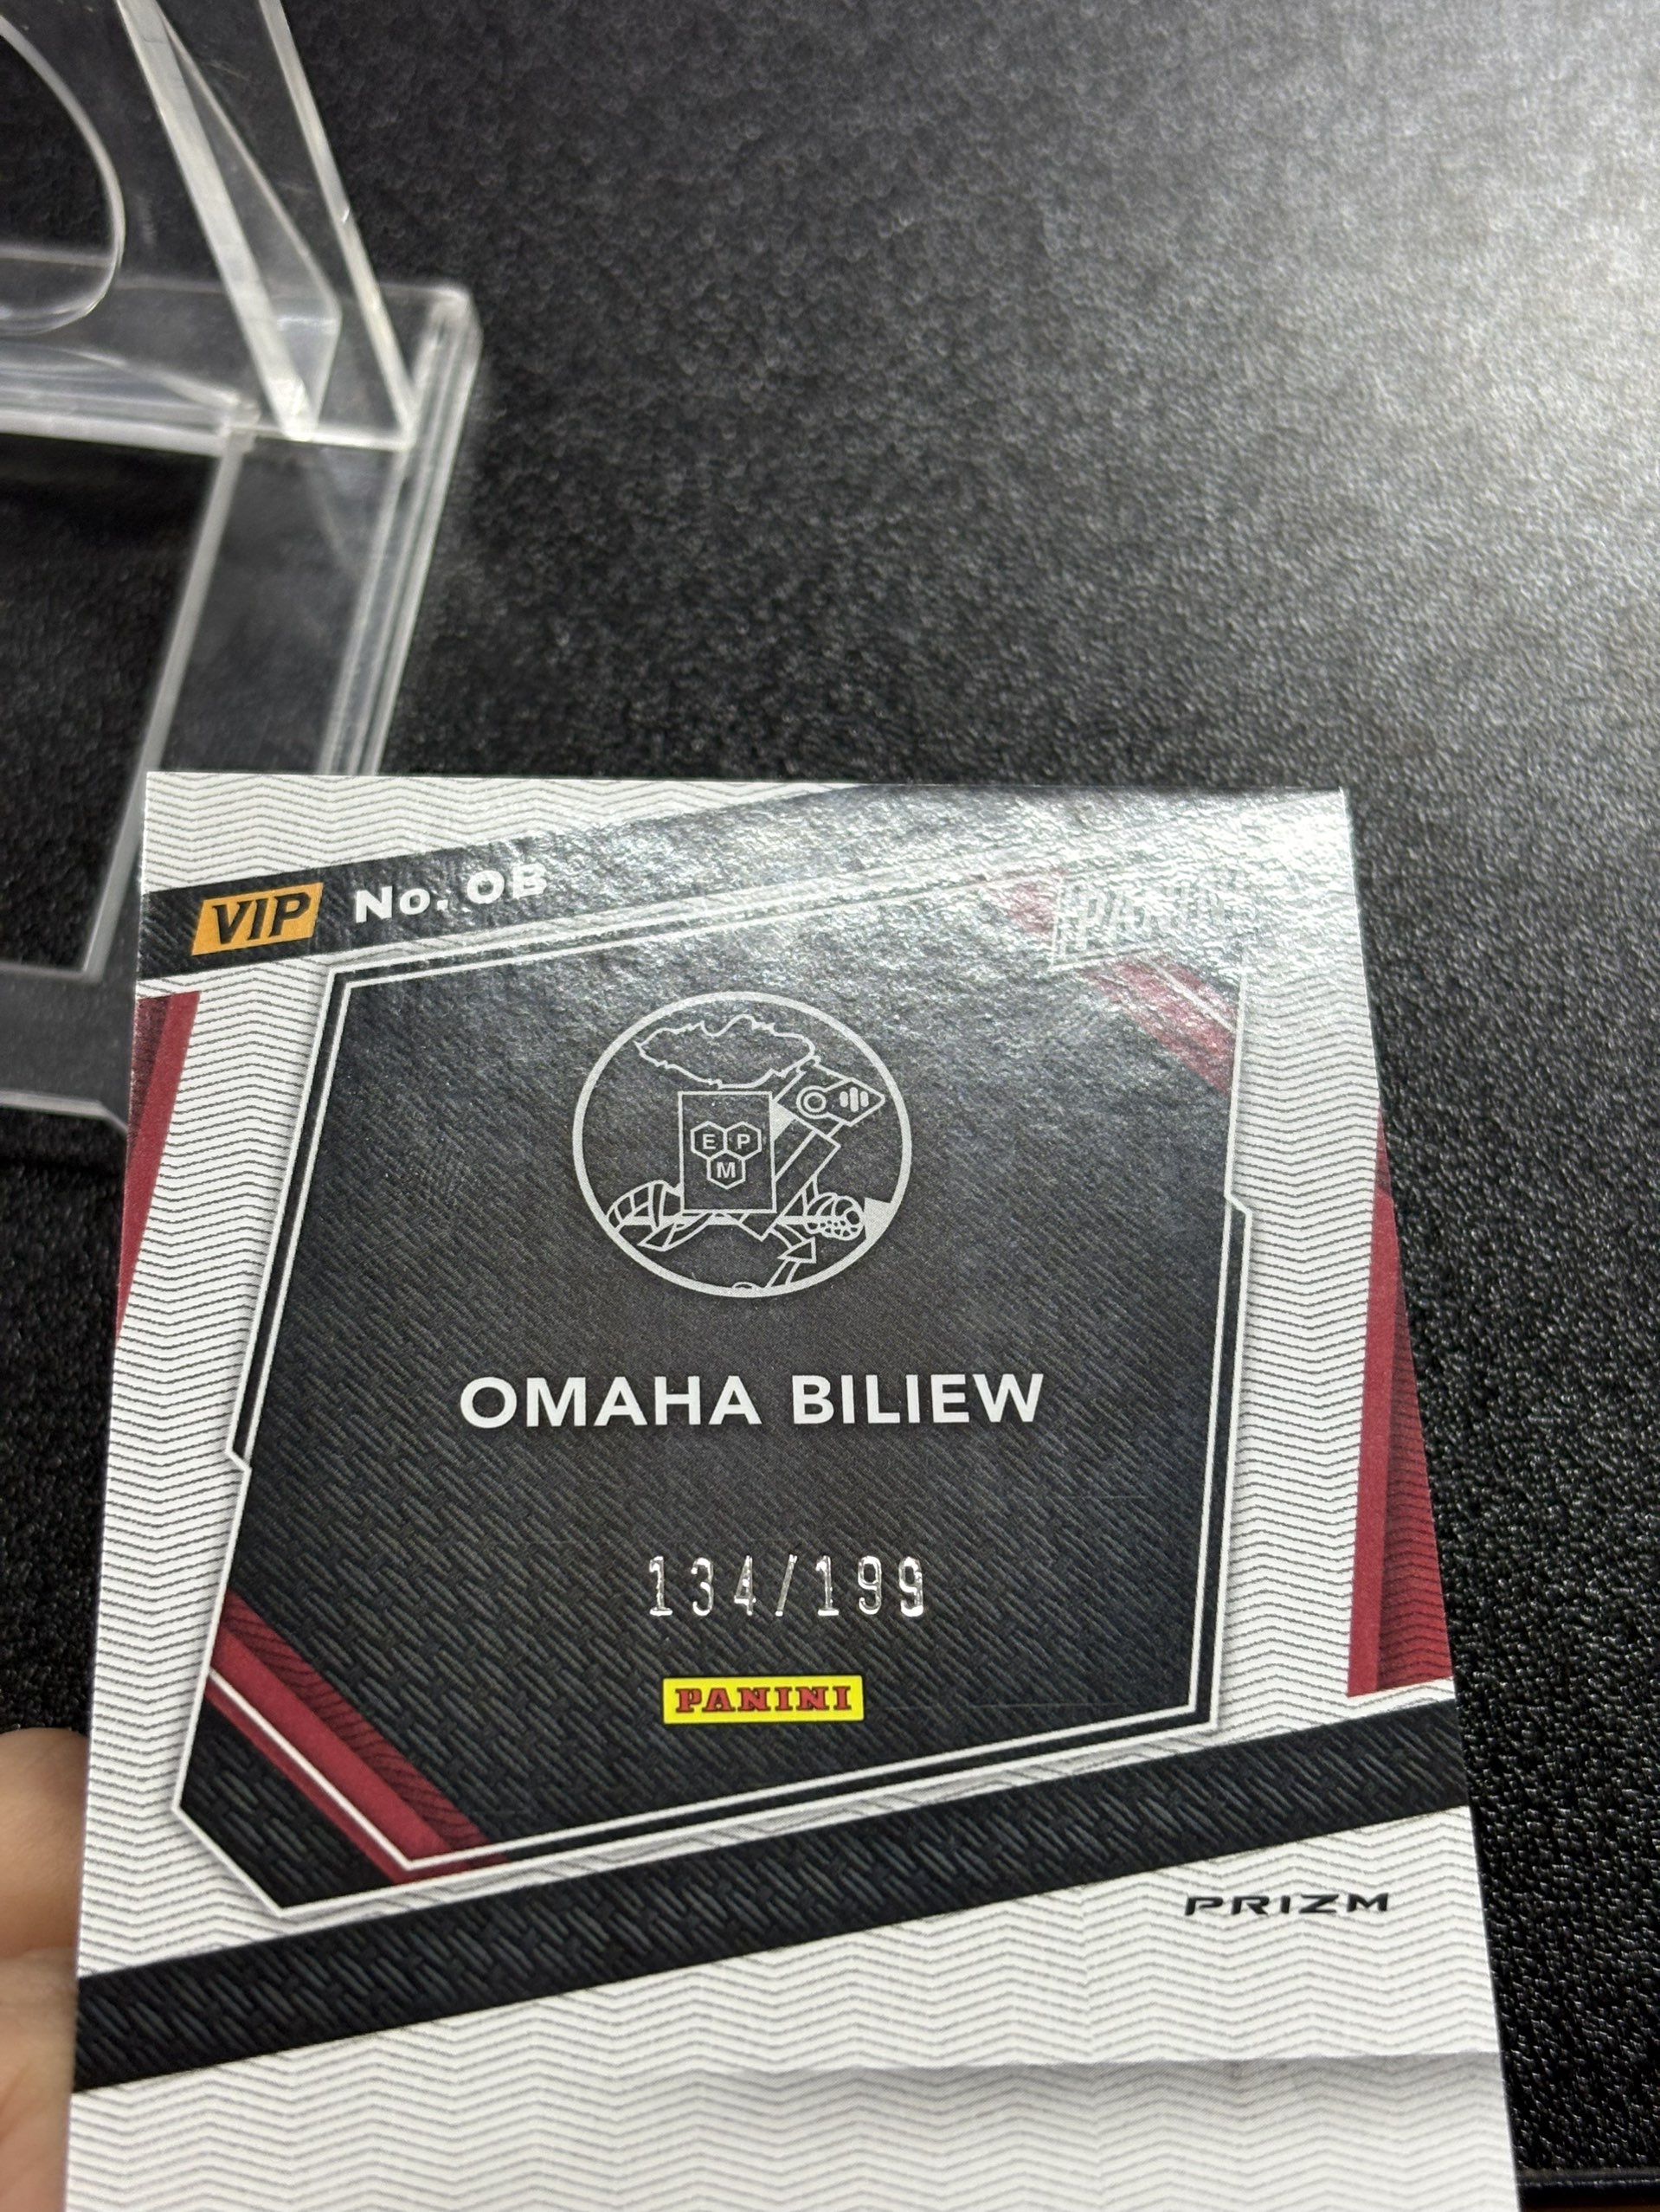 VIP No. OB
E P
M
OMAHA BILIEW
134/199
PANINI
PRIZM